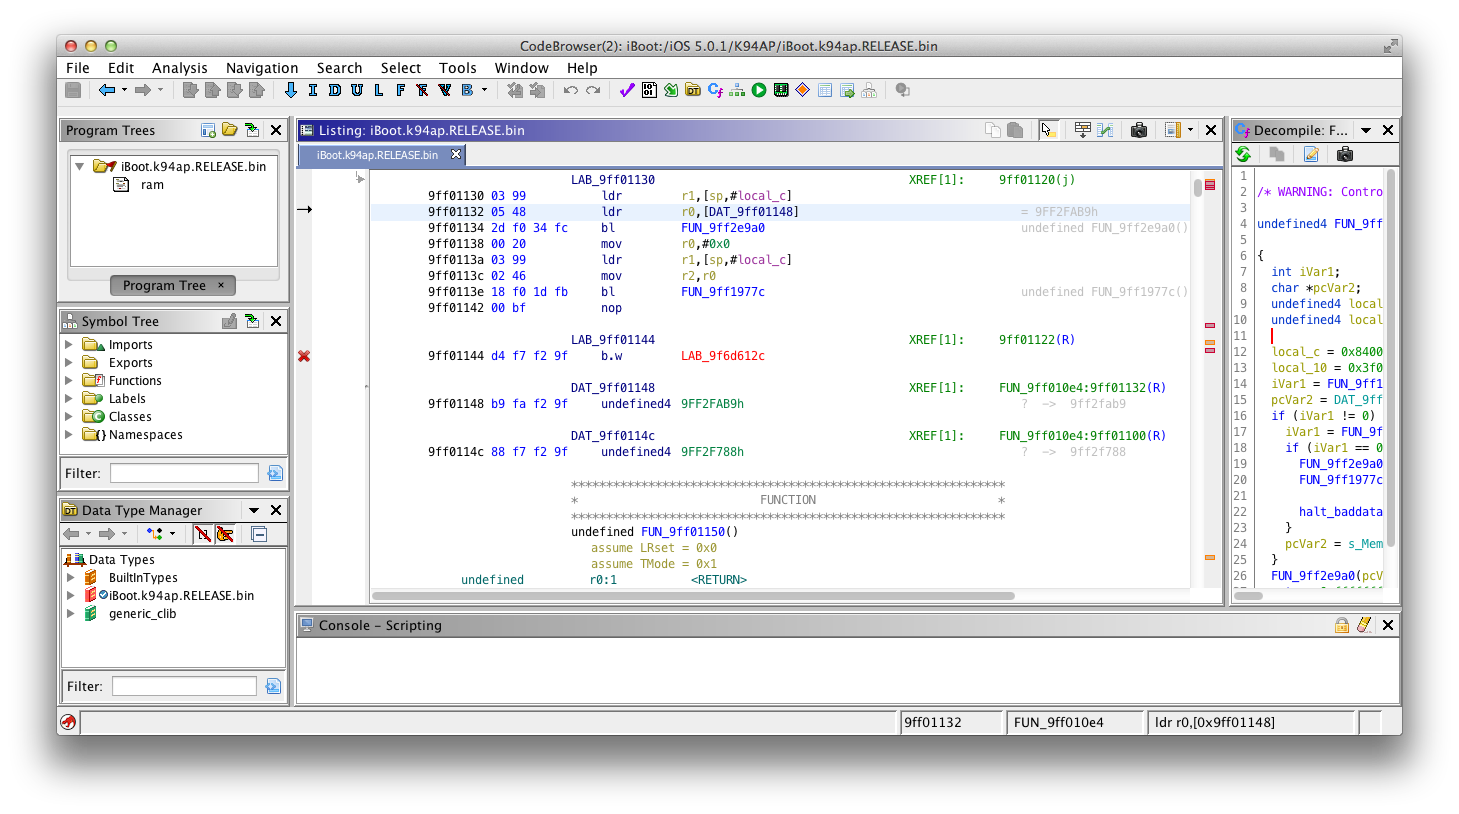 CodeBrowser(2): iBoot:/iOS 5.0.1/K94AP/iBoot.k94ap.RELEASE.bin
File Edit Analysis Navigation Search Select Tools Window Help
I D U L F F V B
Program Trees
iBoot.k94ap.RELEASE.bin
ram
Program Tree ×
Symbol Tree
Imports
Exports
Functions
Labels
Classes
Namespaces
Filter:
Data Type Manager
Data Types
BuiltInTypes
iBoot.k94ap.RELEASE.bin
generic_clib
Filter:
Listing: iBoot.k94ap.RELEASE.bin
iBoot.k94ap.RELEASE.bin
LAB_9ff01130 XREF[1]: 9ff01120(j)
9ff01130 03 99 ldr r1,[sp,#local_c]
9ff01132 05 48 ldr r0,[DAT_9ff01148] = 9FF2FAB9h
9ff01134 2d f0 34 fc bl FUN_9ff2e9a0 undefined FUN_9ff2e9a0()
9ff01138 00 20 mov r0,#0x0
9ff0113a 03 99 ldr r1,[sp,#local_c]
9ff0113c 02 46 mov r2,r0
9ff0113e 18 f0 1d fb bl FUN_9ff1977c undefined FUN_9ff1977c()
9ff01142 00 bf nop
LAB_9ff01144 XREF[1]: 9ff01122(R)
9ff01144 d4 f7 f2 9f b.w LAB_9f6d612c
DAT_9ff01148 XREF[1]: FUN_9ff010e4:9ff01132(R)
9ff01148 b9 fa f2 9f undefined4 9FF2FAB9h ? -> 9ff2fab9
DAT_9ff0114c XREF[1]: FUN_9ff010e4:9ff01100(R)
9ff0114c 88 f7 f2 9f undefined4 9FF2F788h ? -> 9ff2f788
**************************************************************
* FUNCTION *
**************************************************************
undefined FUN_9ff01150()
assume LRset = 0x0
assume TMode = 0x1
undefined r0:1 <RETURN>
Decompile: F...
1
2 /* WARNING: Contro
3
4 undefined4 FUN_9ff
5
6 {
7 int iVar1;
8 char *pcVar2;
9 undefined4 local
10 undefined4 local
11
12 local_c = 0x8400
13 local_10 = 0x3f0
14 iVar1 = FUN_9ff1
15 pcVar2 = DAT_9ff
16 if (iVar1 != 0)
17 iVar1 = FUN_9f
18 if (iVar1 == 0
19 FUN_9ff2e9a0
20 FUN_9ff1977c
21
22 halt_baddata
23 }
24 pcVar2 = s_Mem
25 }
26 FUN_9ff2e9a0(pcV
Console - Scripting
9ff01132 FUN_9ff010e4 ldr r0,[0x9ff01148]